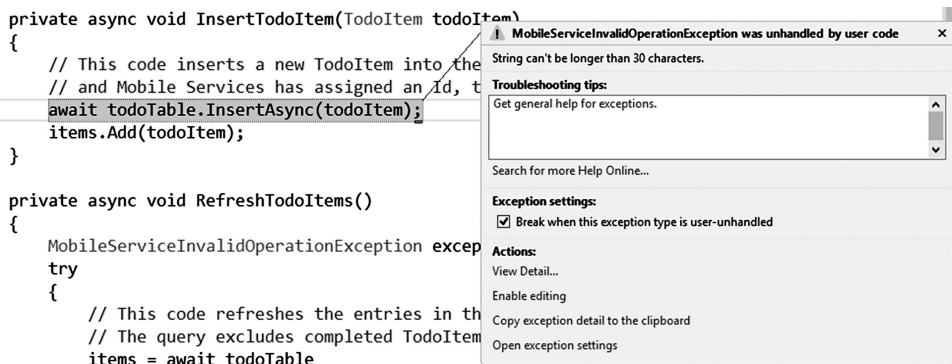 private async void InsertTodoItem(TodoItem todoItem)
{
// This code inserts a new TodoItem into the
// and Mobile Services has assigned an Id, t
await todoTable.InsertAsync(todoItem);
items.Add(todoItem);
}
private async void RefreshTodoItems()
{
MobileServiceInvalidOperationException excep
try
{
// This code refreshes the entries in th
// The query excludes completed TodoItem
items = await todoTable
MobileServiceInvalidOperationException was unhandled by user code
String can't be longer than 30 characters.
Troubleshooting tips:
Get general help for exceptions.
Search for more Help Online...
Exception settings:
Break when this exception type is user-unhandled
Actions:
View Detail...
Enable editing
Copy exception detail to the clipboard
Open exception settings